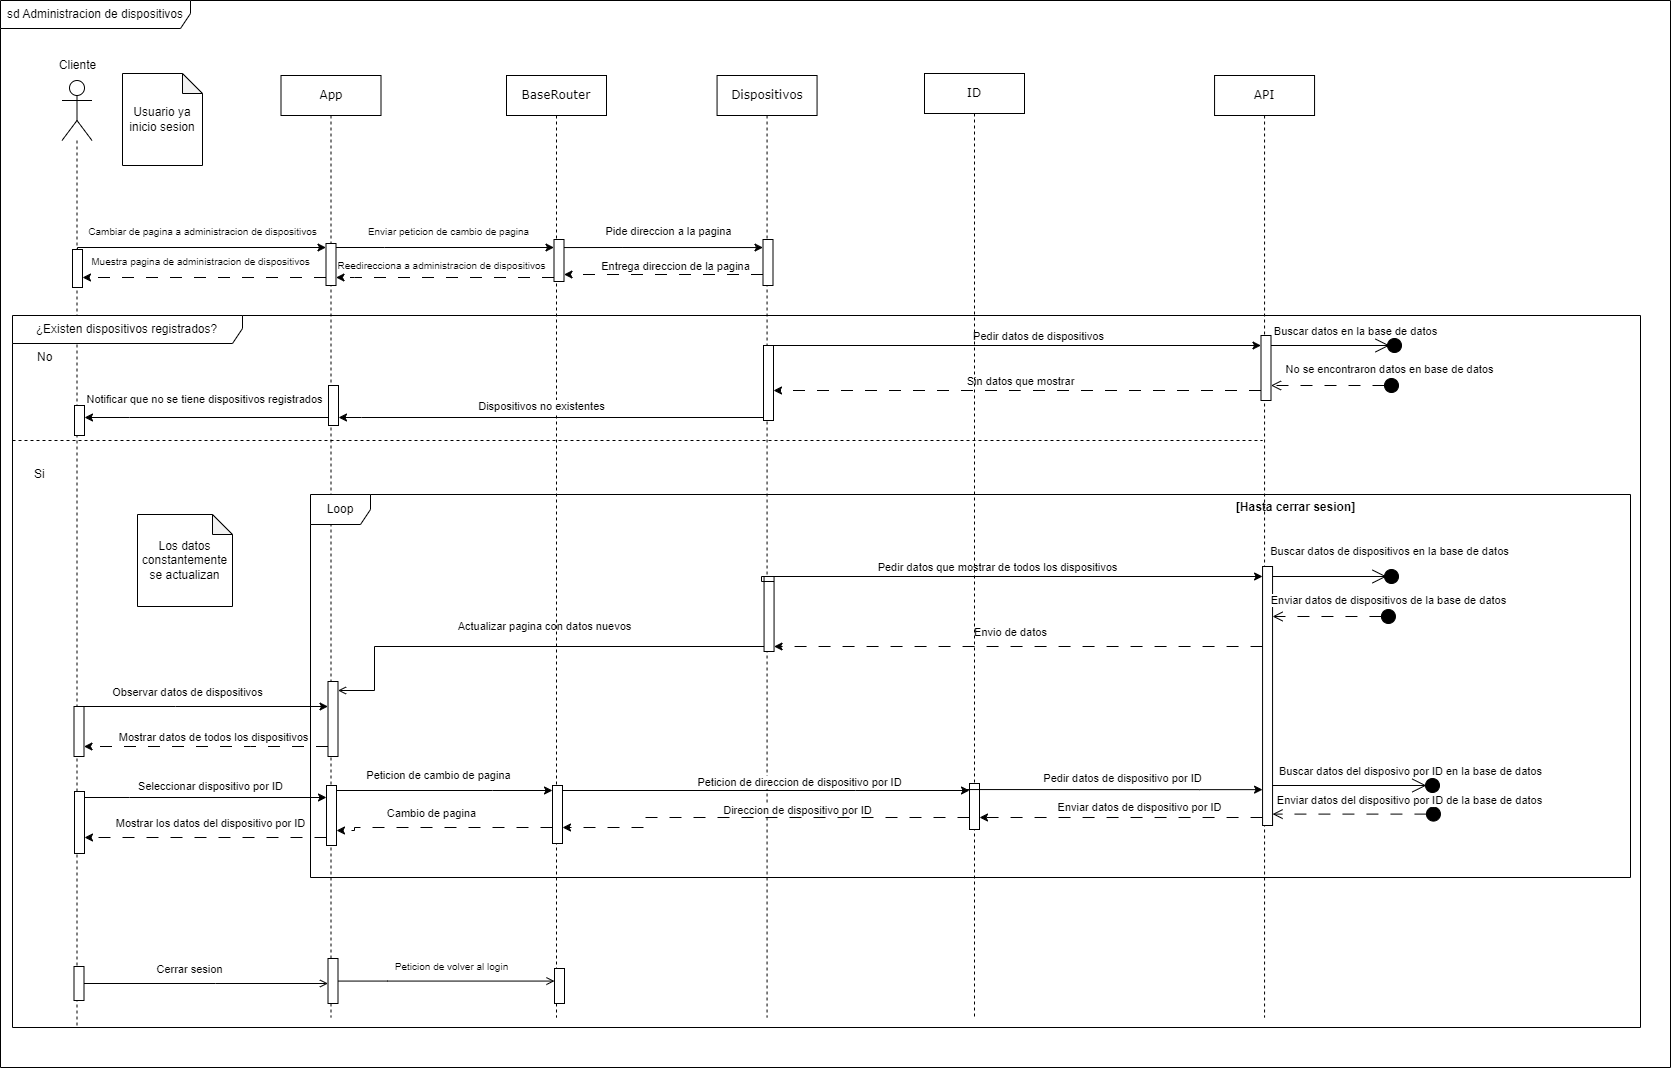 sd Administracion de dispositivos
Cliente
Usuario ya
inicio sesion
App
BaseRouter
Dispositivos
ID
API
Cambiar de pagina a administracion de dispositivos
Enviar peticion de cambio de pagina
Pide direccion a la pagina
Muestra pagina de administracion de dispositivos
Reedirecciona a administracion de dispositivos
Entrega direccion de la pagina
¿Existen dispositivos registrados?
No
Pedir datos de dispositivos
Buscar datos en la base de datos
No se encontraron datos en base de datos
Sin datos que mostrar
Notificar que no se tiene dispositivos registrados
Dispositivos no existentes
Si
Loop
[Hasta cerrar sesion]
Los datos
constantemente
se actualizan
Buscar datos de dispositivos en la base de datos
Pedir datos que mostrar de todos los dispositivos
Enviar datos de dispositivos de la base de datos
Actualizar pagina con datos nuevos
Envio de datos
Observar datos de dispositivos
Mostrar datos de todos los dispositivos
Peticion de cambio de pagina
Seleccionar dispositivo por ID
Peticion de direccion de dispositivo por ID
Pedir datos de dispositivo por ID
Buscar datos del disposivo por ID en la base de datos
Enviar datos del dispositivo por ID de la base de datos
Cambio de pagina
Direccion de dispositivo por ID
Enviar datos de dispositivo por ID
Mostrar los datos del dispositivo por ID
Cerrar sesion
Peticion de volver al login